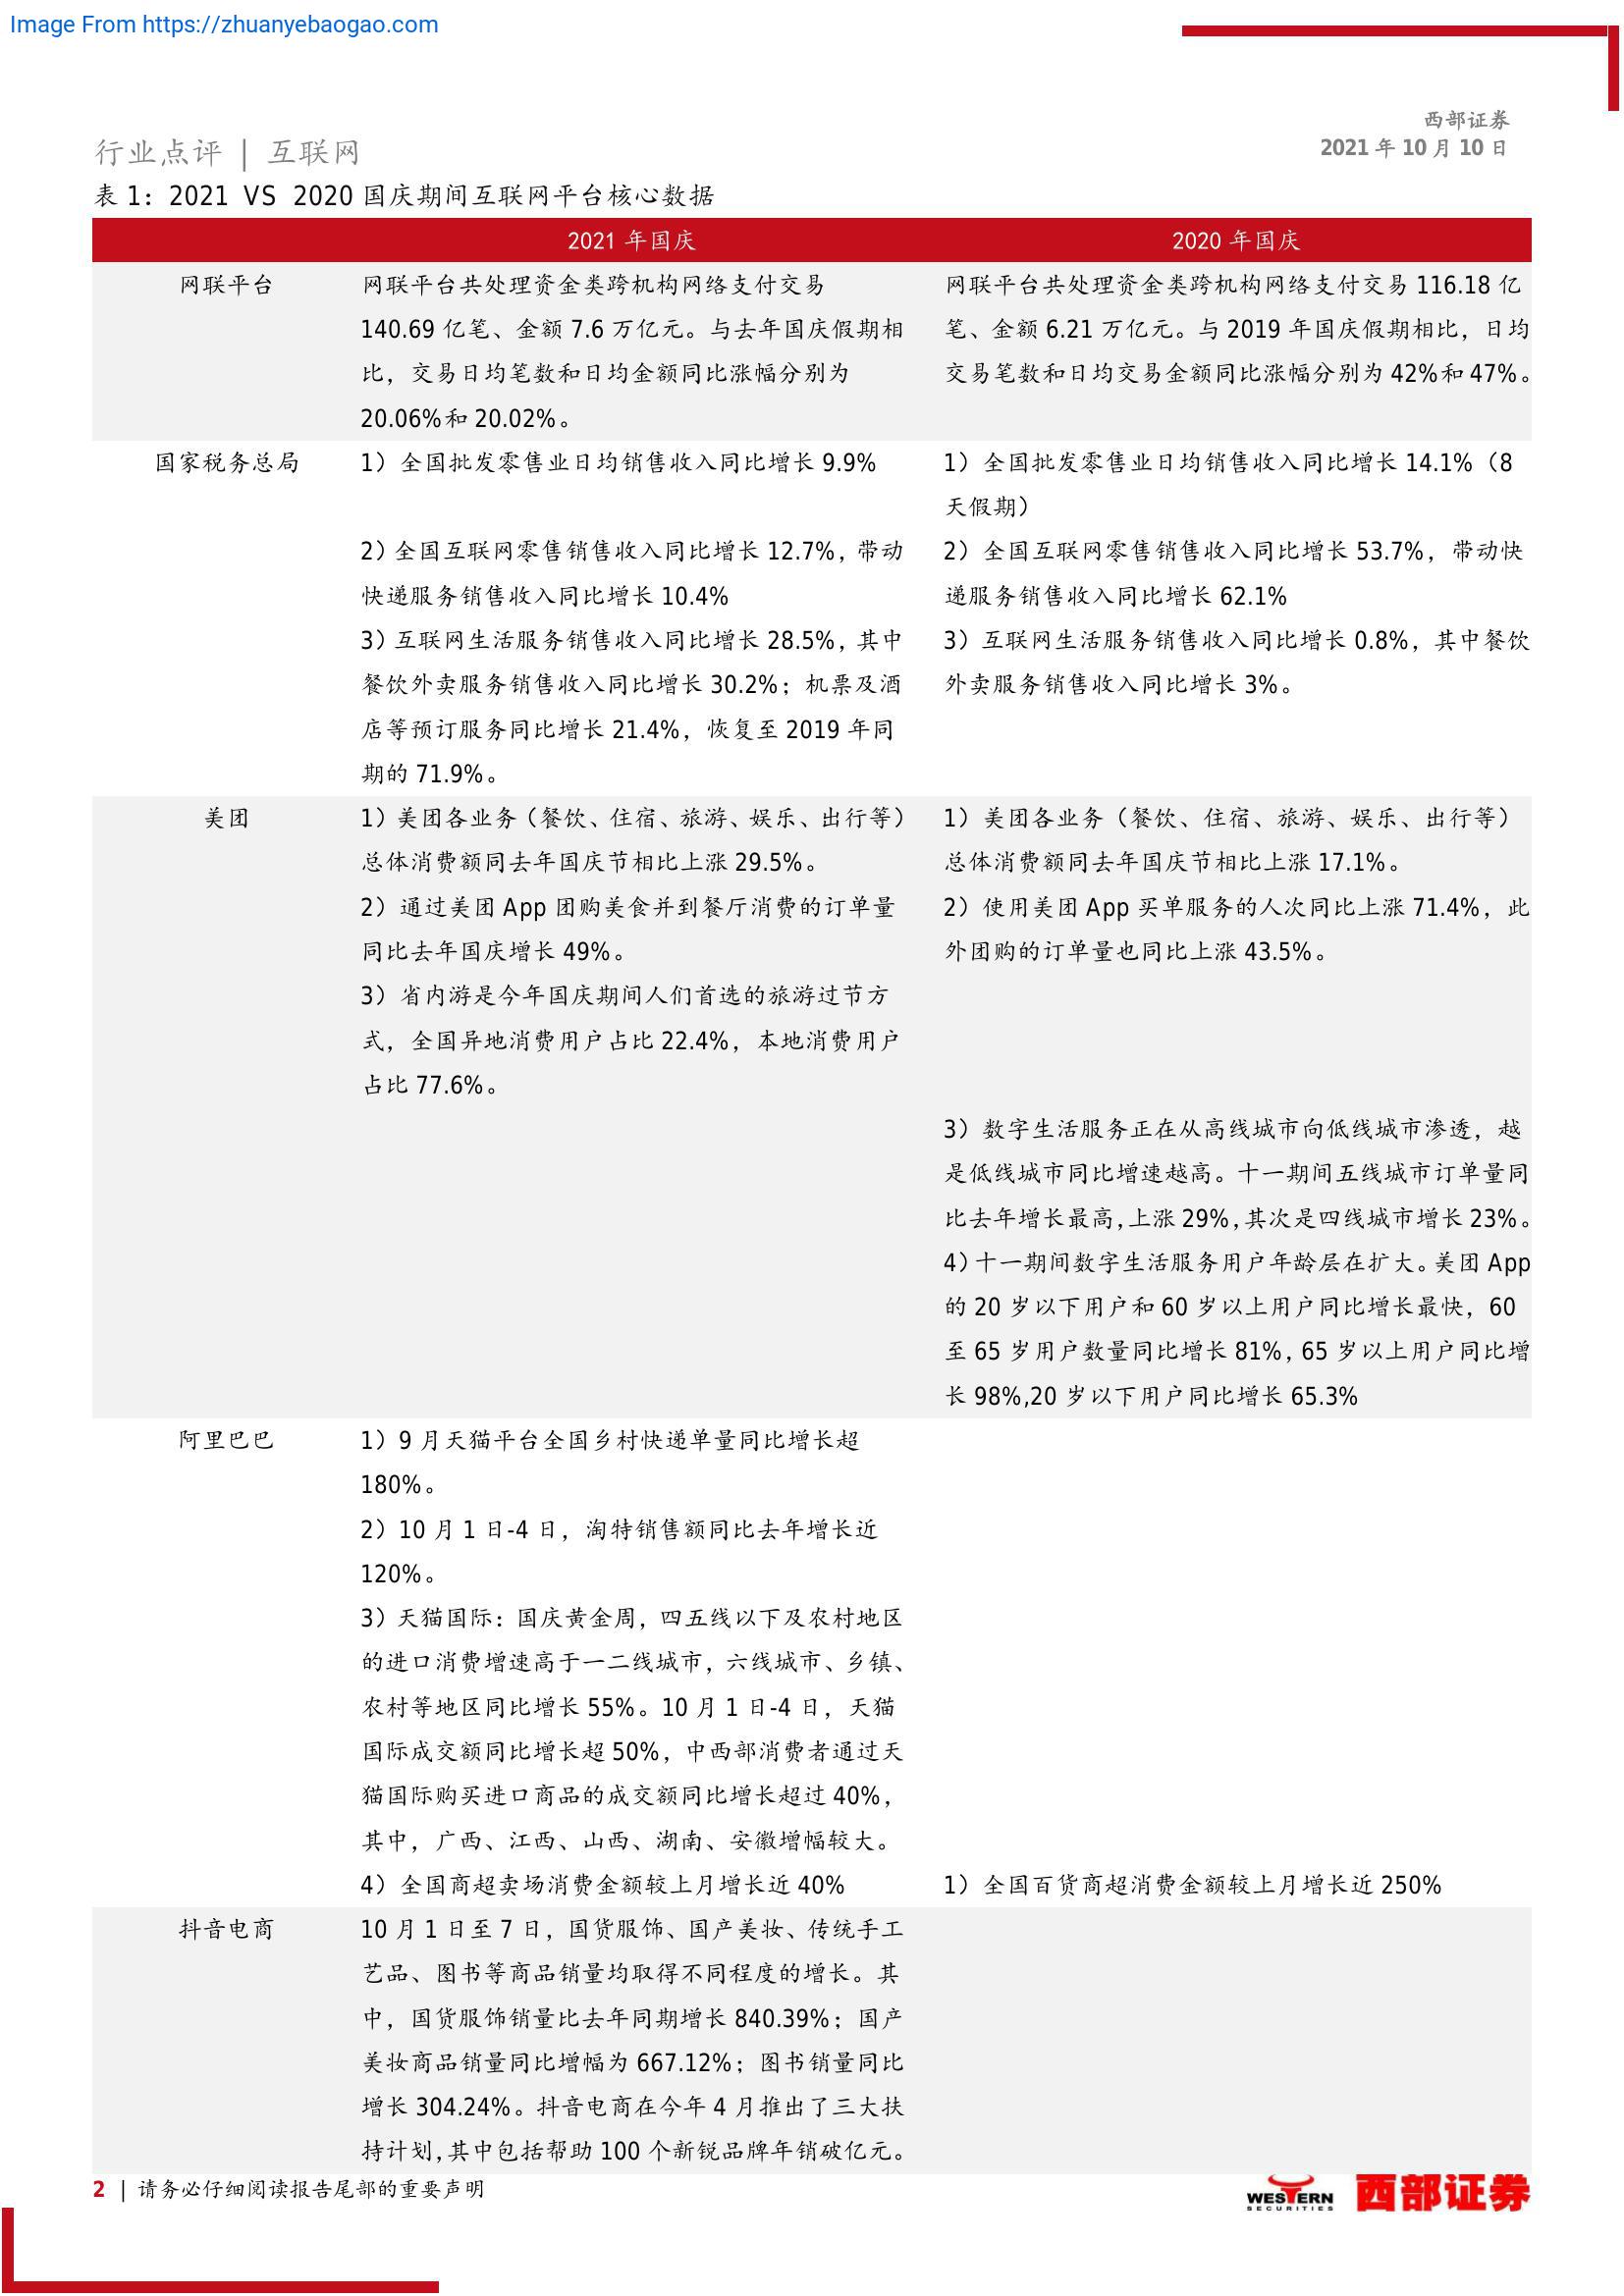 Image From https://zhuanyebaogao.com
西部证券
2021 年 10 月 10 日
行业点评 | 互联网
表 1: 2021 VS 2020 国庆期间互联网平台核心数据
2021 年国庆
2020 年国庆
网联平台
网联平台共处理资金类跨机构网络支付交易
140.69 亿笔、金额 7.6 万亿元。与去年国庆假期相
比，交易日均笔数和日均金额同比涨幅分别为
20.06%和 20.02%。
网联平台共处理资金类跨机构网络支付交易 116.18 亿
笔、金额 6.21 万亿元。与 2019 年国庆假期相比，日均
交易笔数和日均交易金额同比涨幅分别为 42%和 47%。
国家税务总局
1）全国批发零售业日均销售收入同比增长 9.9%
1）全国批发零售业日均销售收入同比增长 14.1%（8
天假期）
2）全国互联网零售销售收入同比增长 12.7%，带动
快递服务销售收入同比增长 10.4%
2）全国互联网零售销售收入同比增长 53.7%，带动快
递服务销售收入同比增长 62.1%
3）互联网生活服务销售收入同比增长 28.5%，其中
餐饮外卖服务销售收入同比增长 30.2%；机票及酒
店等预订服务同比增长 21.4%，恢复至 2019 年同
期的 71.9%。
3）互联网生活服务销售收入同比增长 0.8%，其中餐饮
外卖服务销售收入同比增长 3%。
美团
1）美团各业务（餐饮、住宿、旅游、娱乐、出行等）
总体消费额同去年国庆节相比上涨 29.5%。
1）美团各业务（餐饮、住宿、旅游、娱乐、出行等）
总体消费额同去年国庆节相比上涨 17.1%。
2）通过美团 App 团购美食并到餐厅消费的订单量
同比去年国庆增长 49%。
2）使用美团 App 买单服务的人次同比上涨 71.4%，此
外团购的订单量也同比上涨 43.5%。
3）省内游是今年国庆期间人们首选的旅游过节方
式，全国异地消费用户占比 22.4%，本地消费用户
占比 77.6%。
3）数字生活服务正在从高线城市向低线城市渗透，越
是低线城市同比增速越高。十一期间五线城市订单量同
比去年增长最高,上涨 29%,其次是四线城市增长 23%。
4）十一期间数字生活服务用户年龄层在扩大。美团 App
的 20 岁以下用户和 60 岁以上用户同比增长最快，60
至 65 岁用户数量同比增长 81%，65 岁以上用户同比增
长 98%,20 岁以下用户同比增长 65.3%
阿里巴巴
1）9 月天猫平台全国乡村快递单量同比增长超
180%。
2）10 月 1 日-4 日，淘特销售额同比去年增长近
120%。
3）天猫国际：国庆黄金周，四五线以下及农村地区
的进口消费增速高于一二线城市，六线城市、乡镇、
农村等地区同比增长 55%。10 月 1 日-4 日，天猫
国际成交额同比增长超 50%，中西部消费者通过天
猫国际购买进口商品的成交额同比增长超过 40%，
其中，广西、江西、山西、湖南、安徽增幅较大。
4）全国商超卖场消费金额较上月增长近 40%
1）全国百货商超消费金额较上月增长近 250%
抖音电商
10 月 1 日至 7 日，国货服饰、国产美妆、传统手工
艺品、图书等商品销量均取得不同程度的增长。其
中，国货服饰销量比去年同期增长 840.39%；国产
美妆商品销量同比增幅为 667.12%；图书销量同比
增长 304.24%。抖音电商在今年 4 月推出了三大扶
持计划,其中包括帮助 100 个新锐品牌年销破亿元。
2 | 请务必仔细阅读报告尾部的重要声明
WESTERN
SECURITIES
西部证券